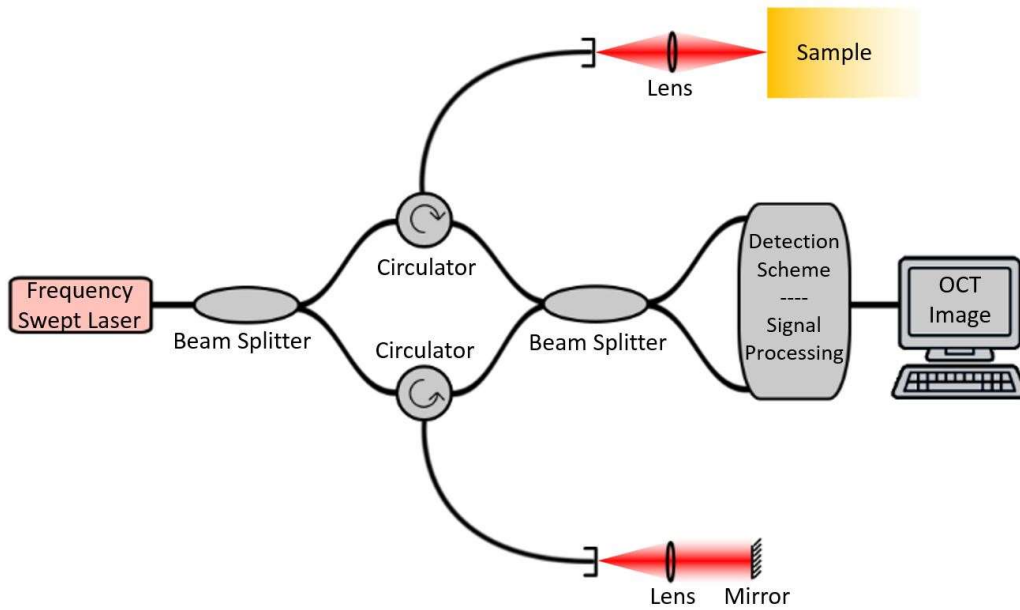 Sample
Lens
Circulator
Detection
Scheme
----
Signal
Processing
Frequency
Swept Laser
Beam Splitter
Beam Splitter
OCT
Image
Circulator
Lens
Mirror